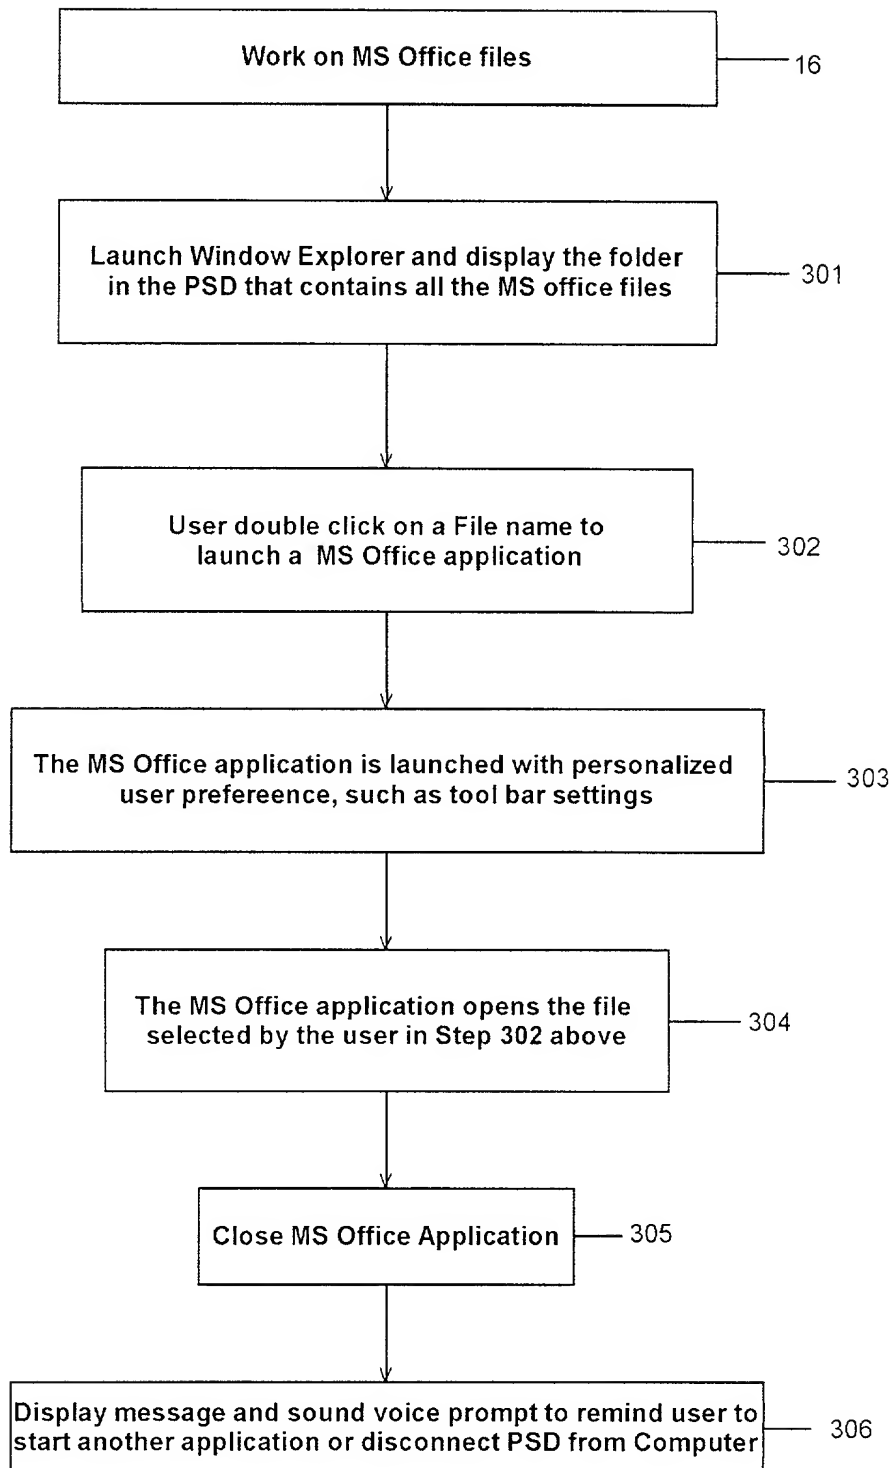 Work on MS Office files
16
Launch Window Explorer and display the folder
in the PSD that contains all the MS office files
301
User double click on a File name to
launch a MS Office application
302
The MS Office application is launched with personalized
user prefereence, such as tool bar settings
303
The MS Office application opens the file
selected by the user in Step 302 above
304
Close MS Office Application
305
Display message and sound voice prompt to remind user to
start another application or disconnect PSD from Computer
306